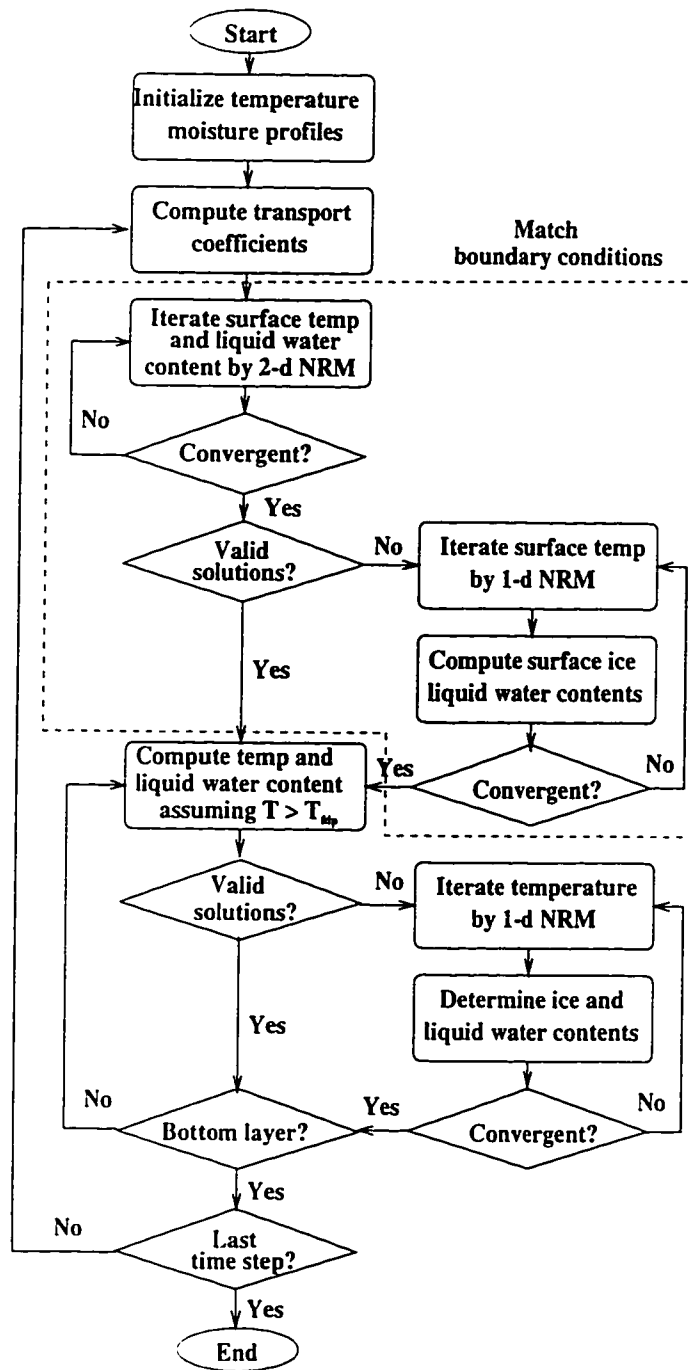 Start
Initialize temperature
moisture profiles
Compute transport
coefficients
Match
boundary conditions
Iterate surface temp
and liquid water
content by 2-d NRM
No
Convergent?
Yes
Valid
solutions?
No
Iterate surface temp
by 1-d NRM
Compute surface ice
liquid water contents
Yes
Convergent?
No
Yes
Compute temp and
liquid water content
assuming T > T
Valid
solutions?
No
Iterate temperature
by 1-d NRM
Determine ice and
liquid water contents
Yes
Convergent?
No
Yes
Bottom layer?
No
Yes
Last
time step?
No
Yes
End